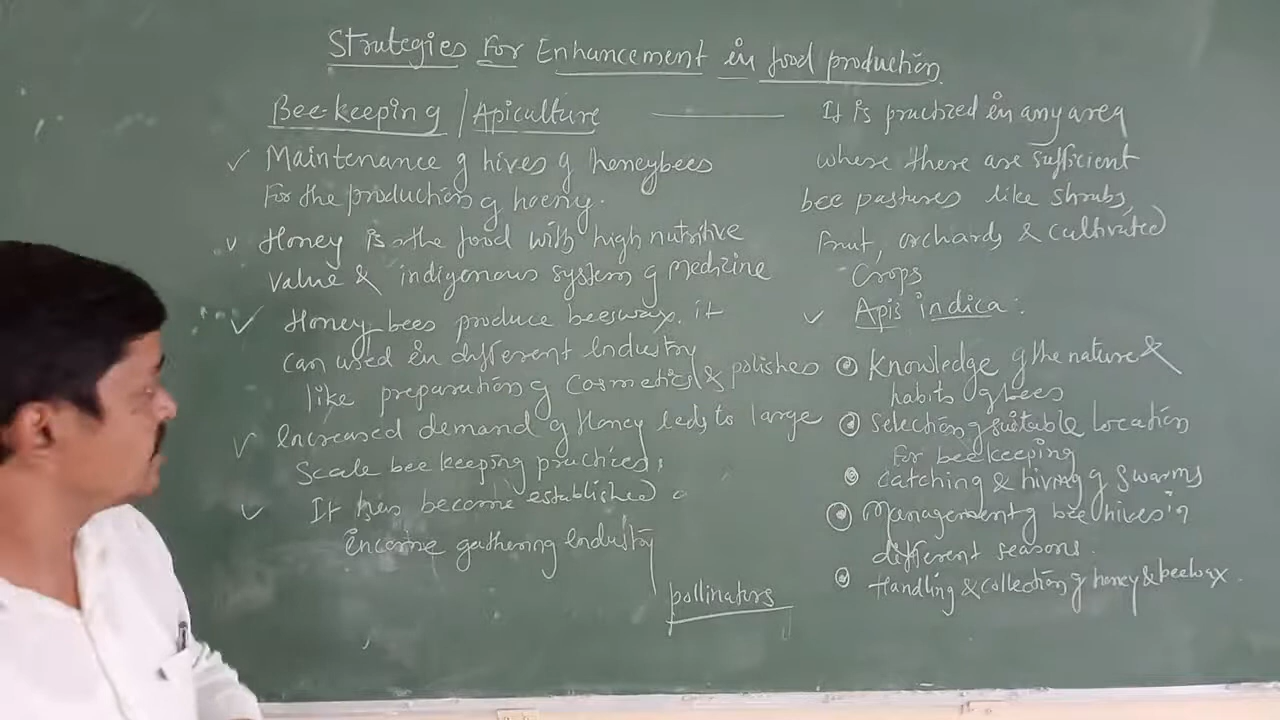 Strategies For Enhancement in food production
Bee-keeping / Apiculture
✓ Maintenance of hives of honeybees
For the production of hoeny.
✓ Honey is the food with high nutritive
value & indigenous system of Medizine
✓ Honey bees produce beeswax. it
can used in different Industry
like preparation of Cosmetics & polishes
✓ Increased demand of Honey leds to large
Scale bee keeping practices.
✓ It has become established a
income gathering Industry
pollinators
It is practized in any area
where there are sufficient
bee pastures like shrubs,
fruit, orchards & cultivated
Crops
✓ Apis indica:
Knowledge of the nature &
habits of bees
Selection of suitable Location
for beekeeping
Catching & hiving of swarms
Management of bee hives in
different seasons.
Handling & collection of honey & beewax.